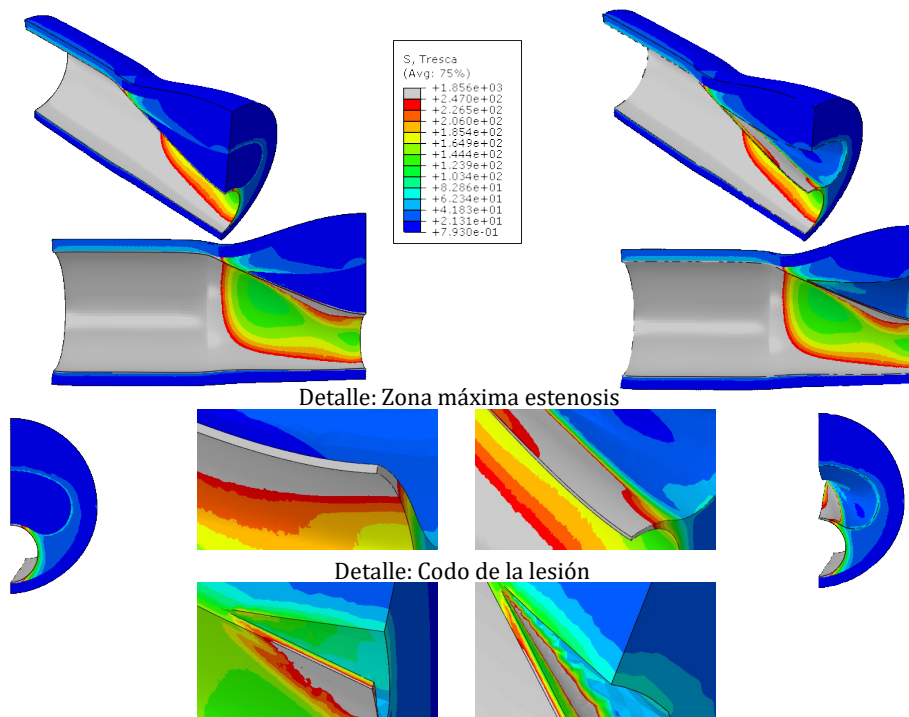 S, Tresca
(Avg: 75%)
+1.856e+03
+2.470e+02
+2.265e+02
+2.060e+02
+1.854e+02
+1.649e+02
+1.444e+02
+1.239e+02
+1.034e+02
+8.286e+01
+6.234e+01
+4.183e+01
+2.131e+01
+7.930e-01
Detalle: Zona máxima estenosis
Detalle: Codo de la lesión